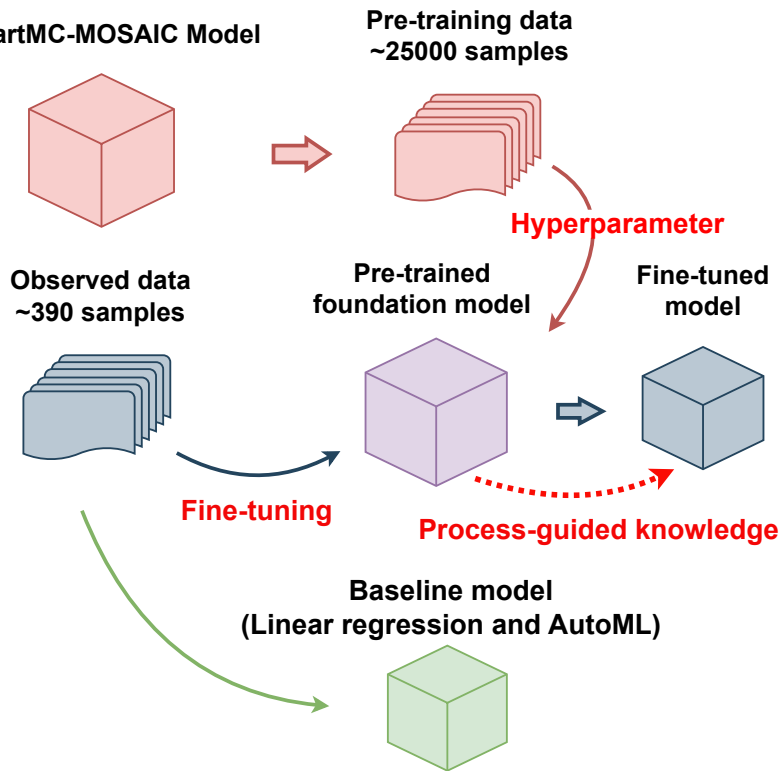 artMC-MOSAIC Model
Pre-training data
~25000 samples
Hyperparameter
Observed data
~390 samples
Pre-trained
foundation model
Fine-tuned
model
Fine-tuning
Process-guided knowledge
Baseline model
(Linear regression and AutoML)